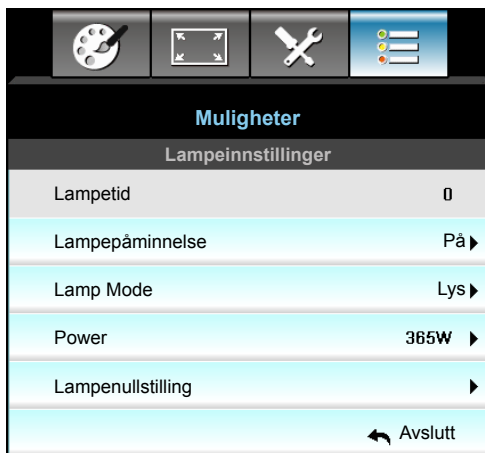 Muligheter
Lampeinnstillinger
Lampetid 0
Lampepåminnelse På
Lamp Mode Lys
Power 365W
Lampenullstilling
Avslutt